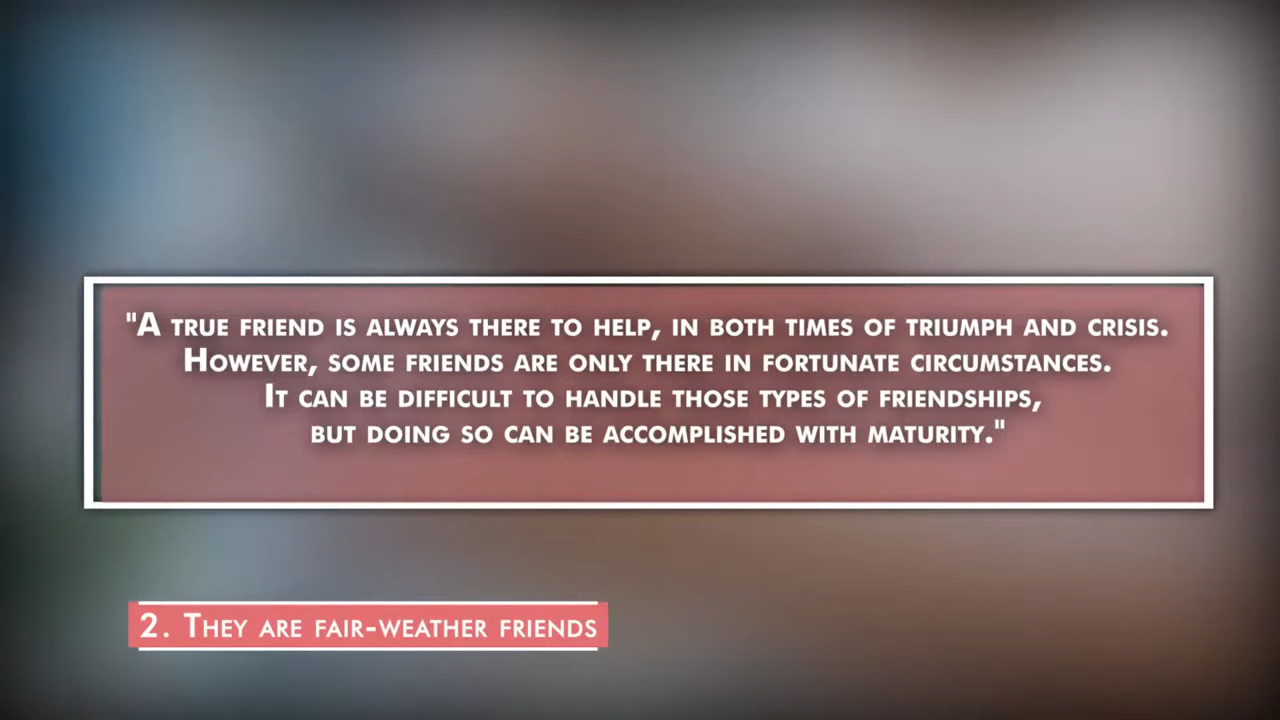 "A true friend is always there to help, in both times of triumph and crisis.
However, some friends are only there in fortunate circumstances.
It can be difficult to handle those types of friendships,
but doing so can be accomplished with maturity."
2. They are fair-weather friends